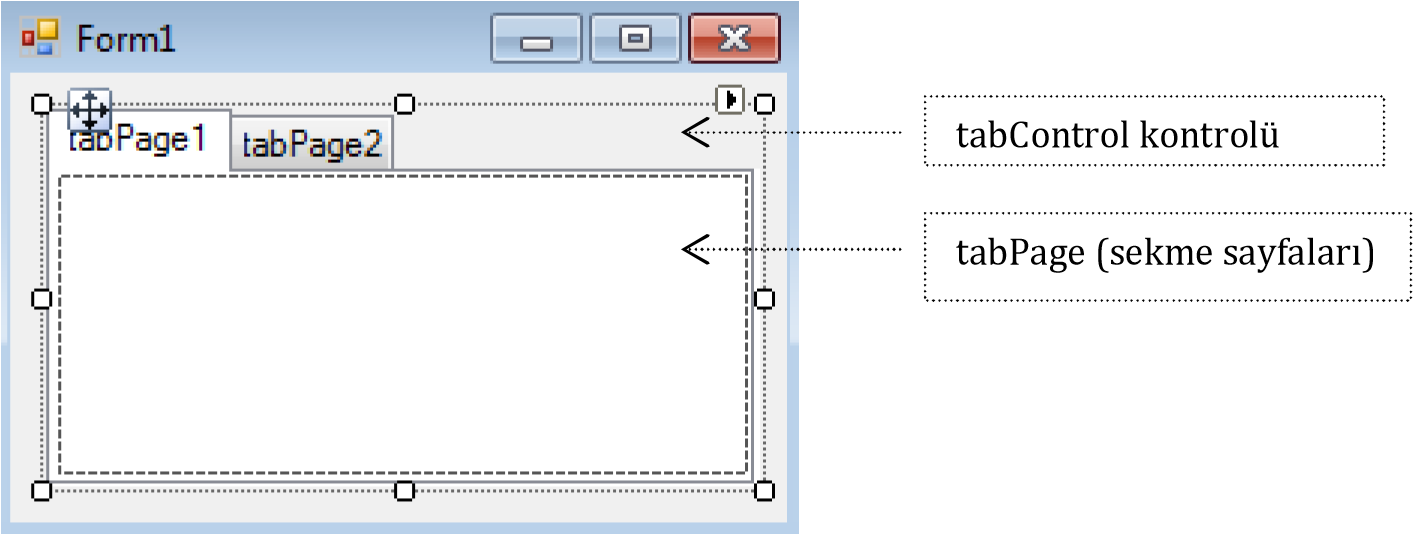 Form1
tabPage1 tabPage2
tabControl kontrolü
tabPage (sekme sayfaları)